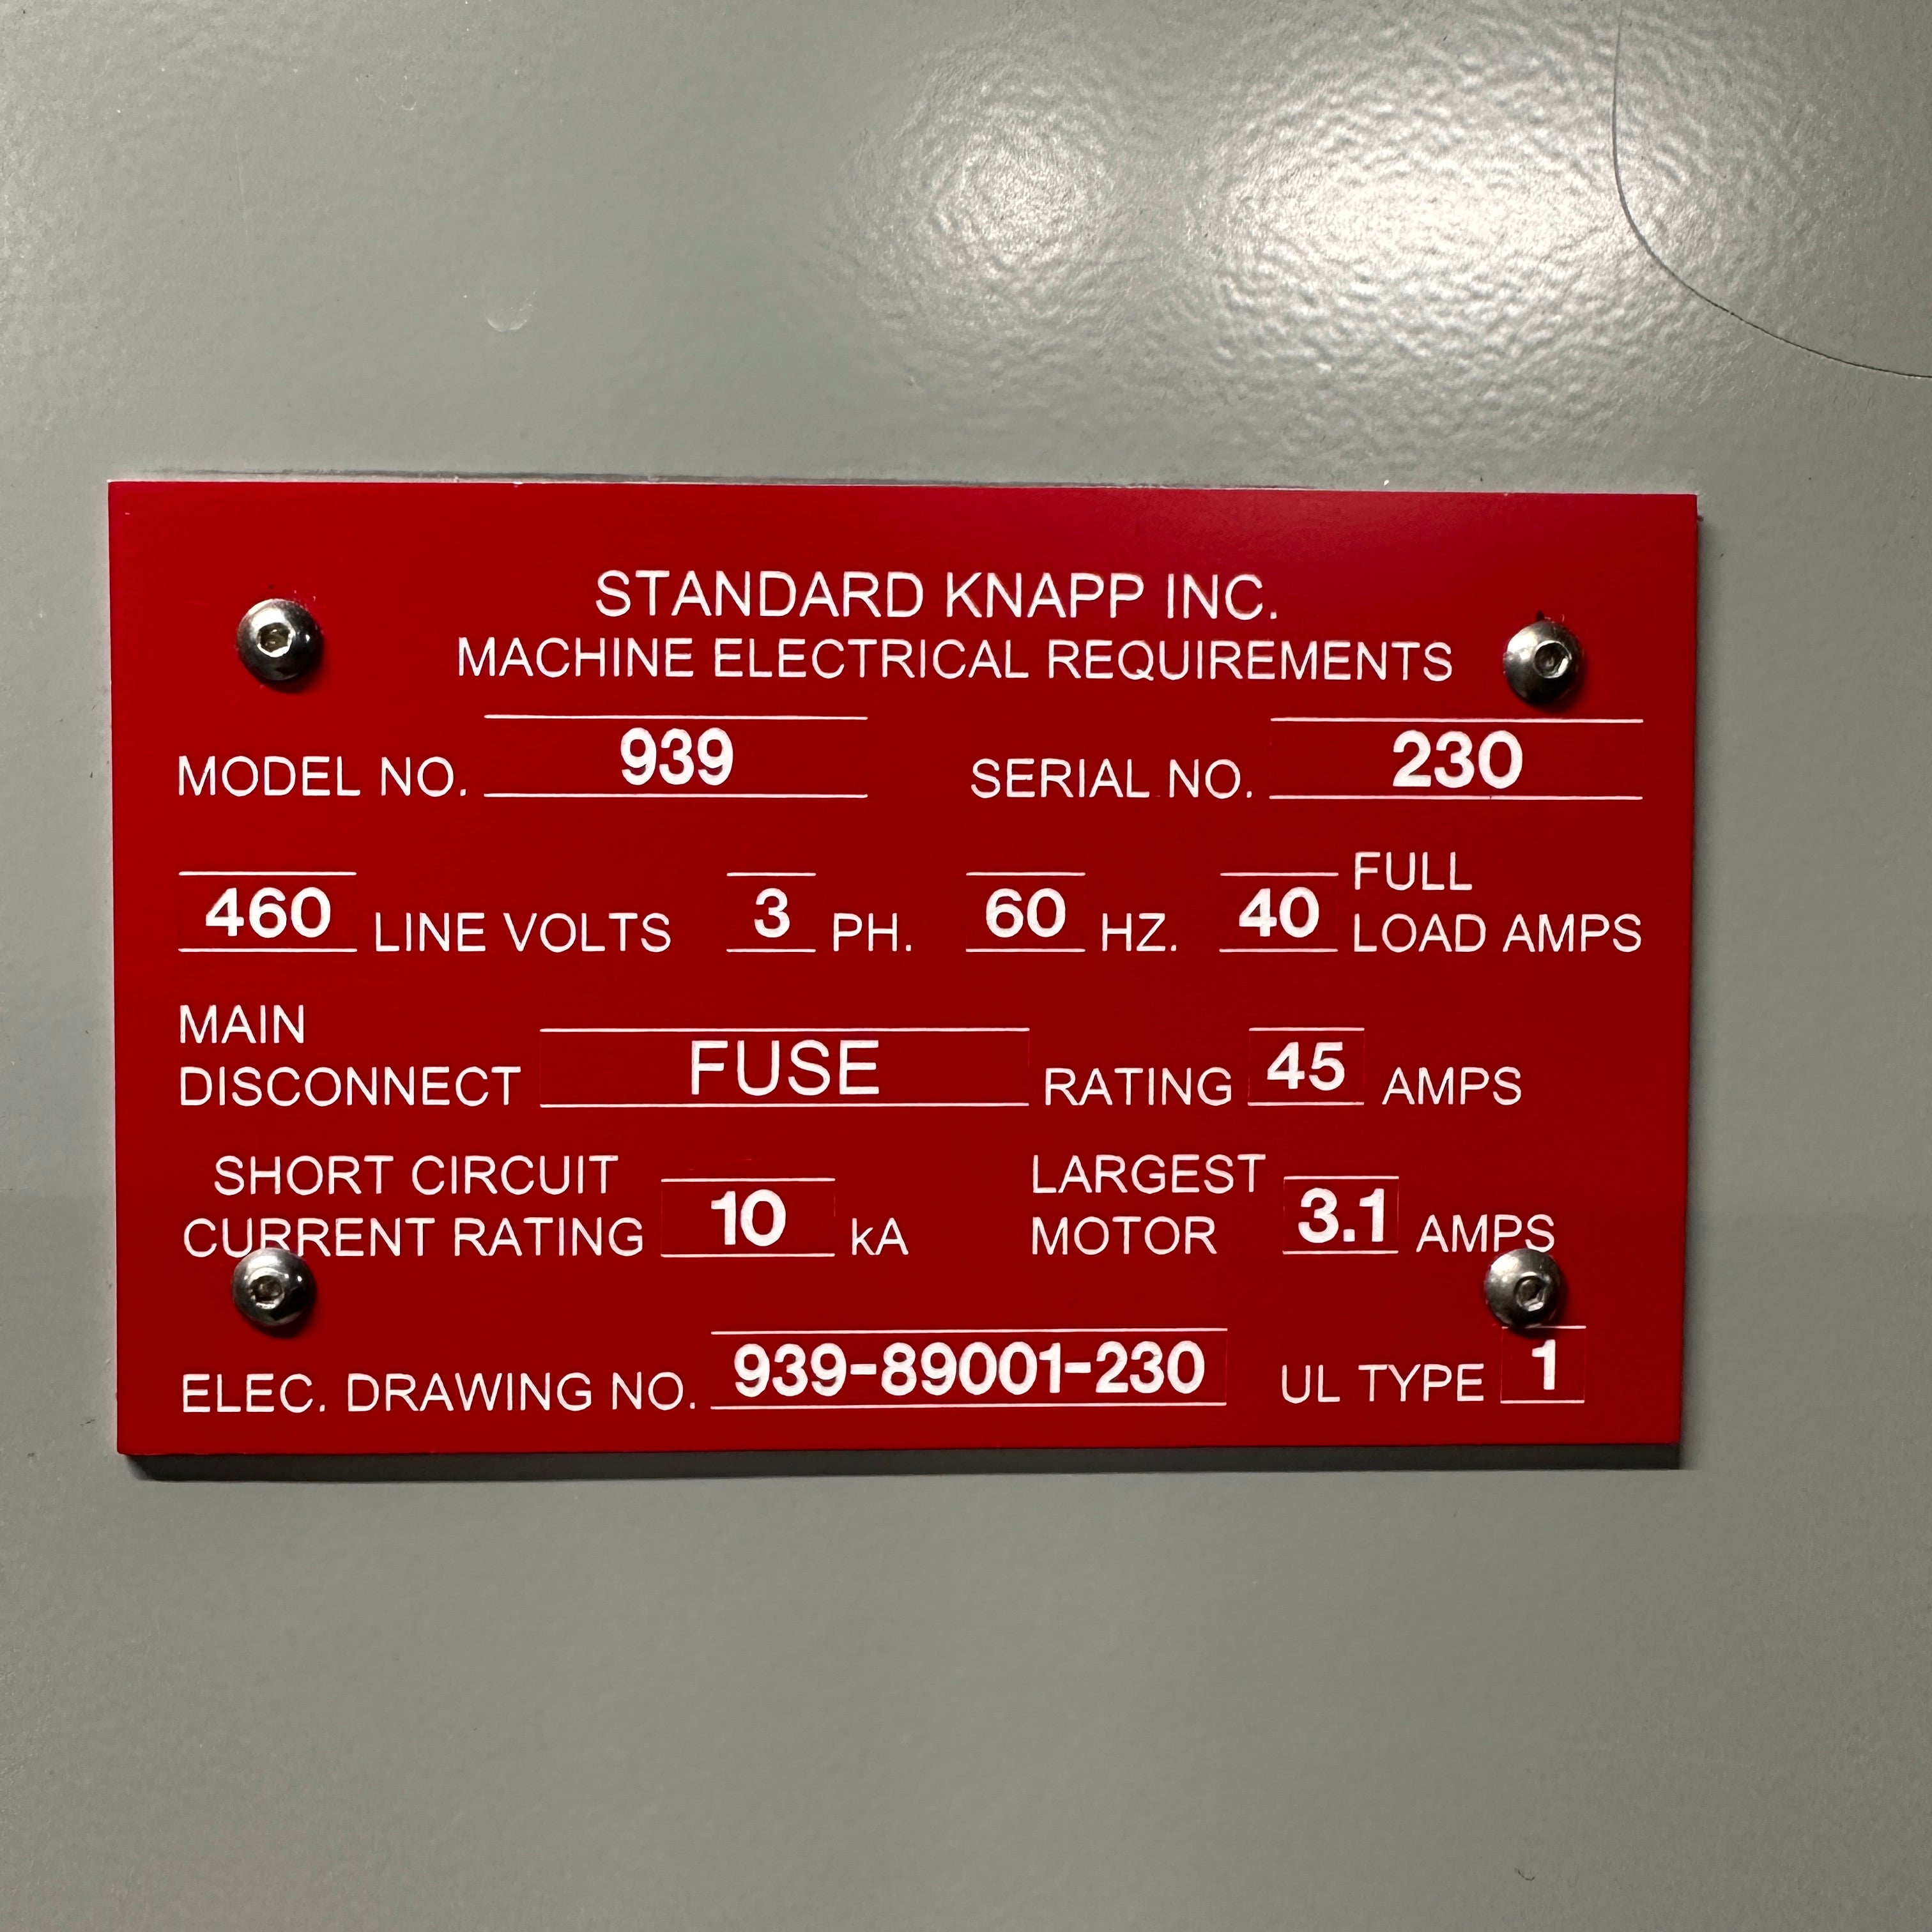 STANDARD KNAPP INC.
MACHINE ELECTRICAL REQUIREMENTS
MODEL NO. 939 SERIAL NO. 230
460 LINE VOLTS 3 PH. 60 HZ. 40 FULL LOAD AMPS
MAIN DISCONNECT FUSE RATING 45 AMPS
SHORT CIRCUIT CURRENT RATING 10 kA LARGEST MOTOR 3.1 AMPS
ELEC. DRAWING NO. 939-89001-230 UL TYPE 1